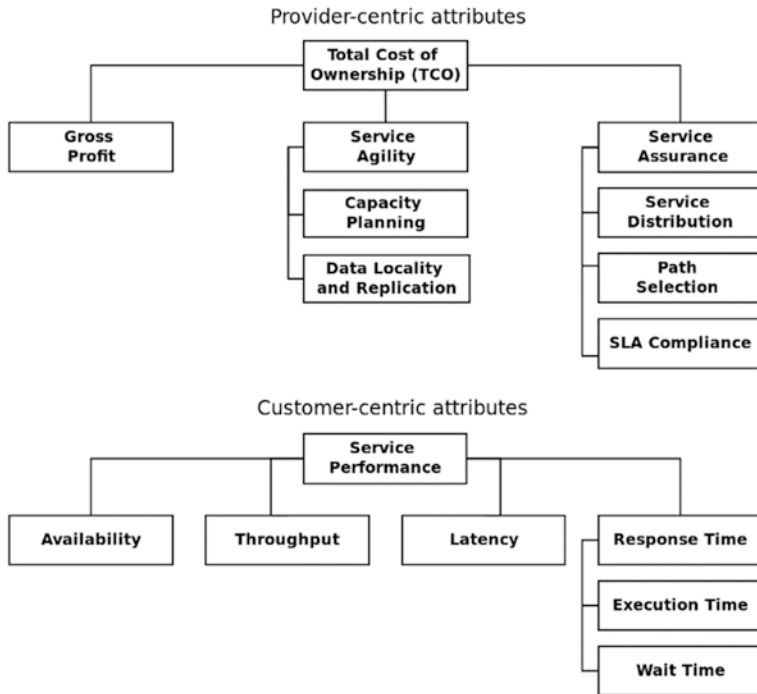 Provider-centric attributes
Total Cost of
Ownership (TCO)
Gross
Profit
Service
Agility
Service
Assurance
Capacity
Planning
Service
Distribution
Data Locality
and Replication
Path
Selection
SLA Compliance
Customer-centric attributes
Service
Performance
Availability
Throughput
Latency
Response Time
Execution Time
Wait Time